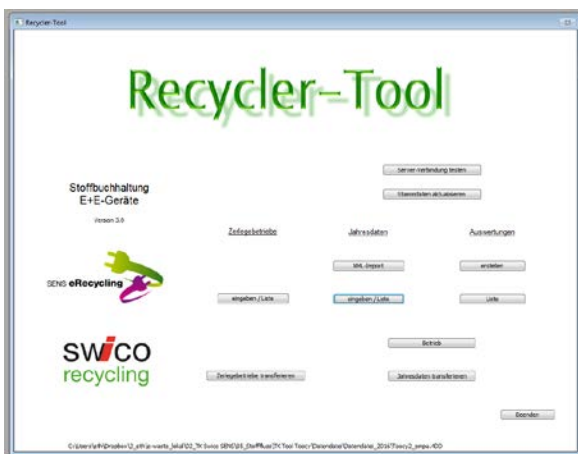 Recycler-Tool
Recycler-Tool
Server-Verbindung testen
Stammdaten aktualisieren
Stoffbuchhaltung
E+E-Geräte
Version 3.0
Zerlegebetriebe
Jahresdaten
Auswertungen
XML-Import
erstellen
SENS eRecycling
eingeben / Liste
eingeben / Liste
Liste
Betrieb
swico
recycling
Zerlegebetriebe transferieren
Jahresdaten transferieren
Beenden